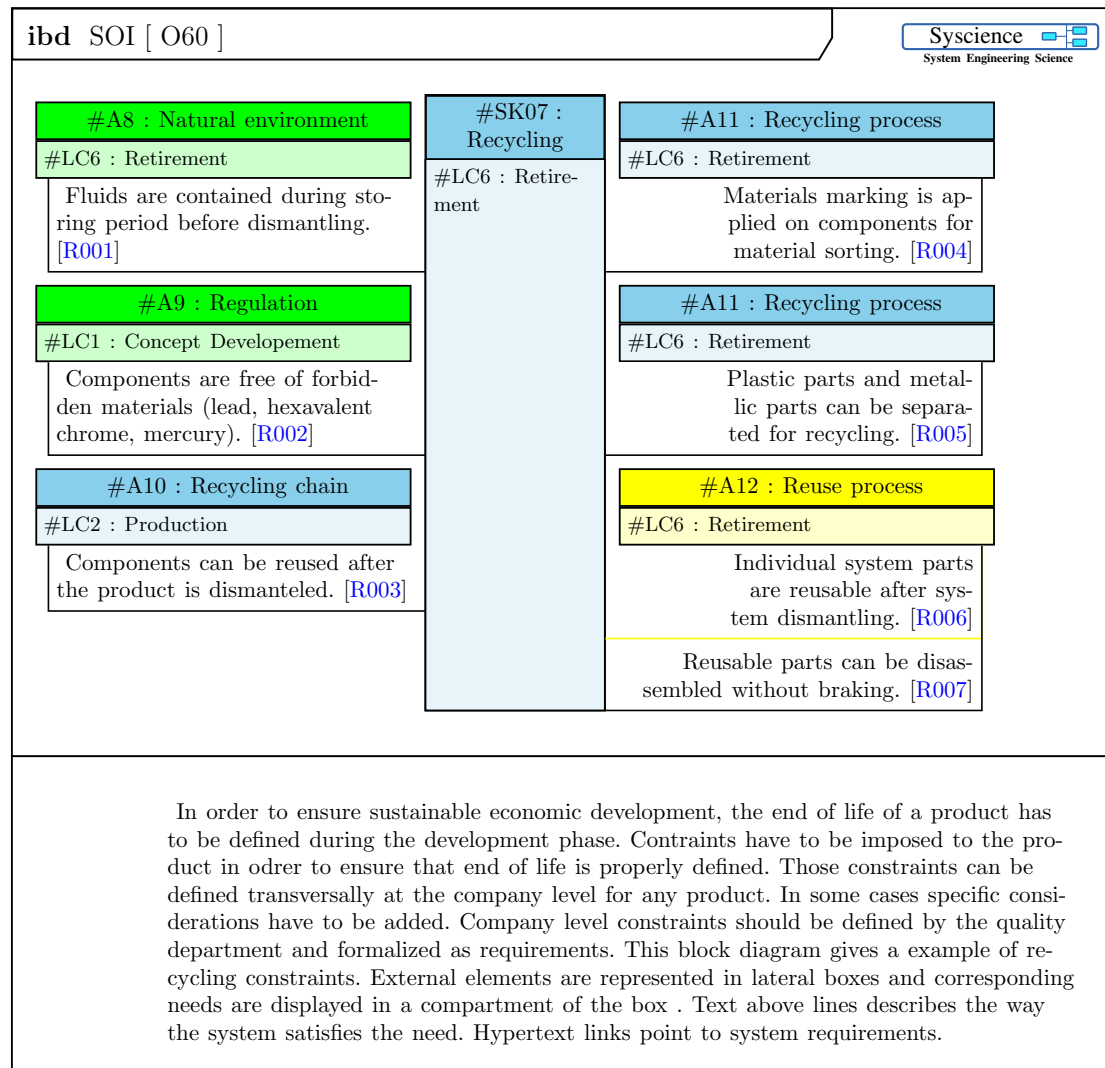 ibd SOI [ O60 ]
Syscience
System Engineering Science
#A8 : Natural environment
#LC6 : Retirement
Fluids are contained during sto-
ring period before dismantling.
[R001]
#A9 : Regulation
#LC1 : Concept Developement
Components are free of forbid-
den materials (lead, hexavalent
chrome, mercury). [R002]
#A10 : Recycling chain
#LC2 : Production
Components can be reused after
the product is dismanteled. [R003]
#SK07 :
Recycling
#LC6 : Retire-
ment
#A11 : Recycling process
#LC6 : Retirement
Materials marking is ap-
plied on components for
material sorting. [R004]
#A11 : Recycling process
#LC6 : Retirement
Plastic parts and metal-
lic parts can be separa-
ted for recycling. [R005]
#A12 : Reuse process
#LC6 : Retirement
Individual system parts
are reusable after sys-
tem dismantling. [R006]
Reusable parts can be disas-
sembled without braking. [R007]
In order to ensure sustainable economic development, the end of life of a product has
to be defined during the development phase. Contraints have to be imposed to the pro-
duct in odrer to ensure that end of life is properly defined. Those constraints can be
defined transversally at the company level for any product. In some cases specific consi-
derations have to be added. Company level constraints should be defined by the quality
department and formalized as requirements. This block diagram gives a example of re-
cycling constraints. External elements are represented in lateral boxes and corresponding
needs are displayed in a compartment of the box . Text above lines describes the way
the system satisfies the need. Hypertext links point to system requirements.